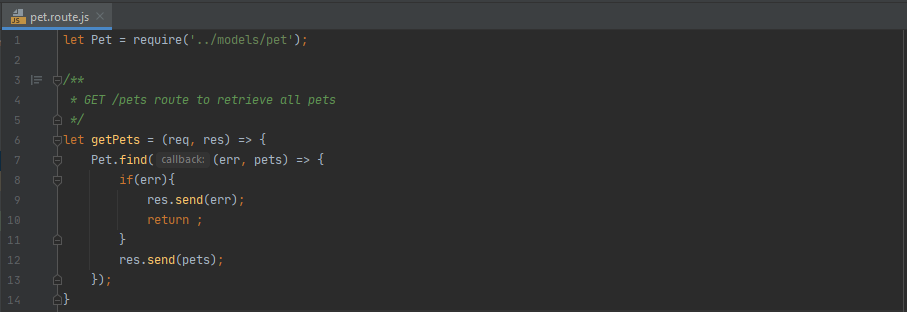 pet.route.js
1 let Pet = require('../models/pet');
2
3 /**
4 * GET /pets route to retrieve all pets
5 */
6 let getPets = (req, res) => {
7 Pet.find( callback: (err, pets) => {
8 if(err){
9 res.send(err);
10 return ;
11 }
12 res.send(pets);
13 });
14 }